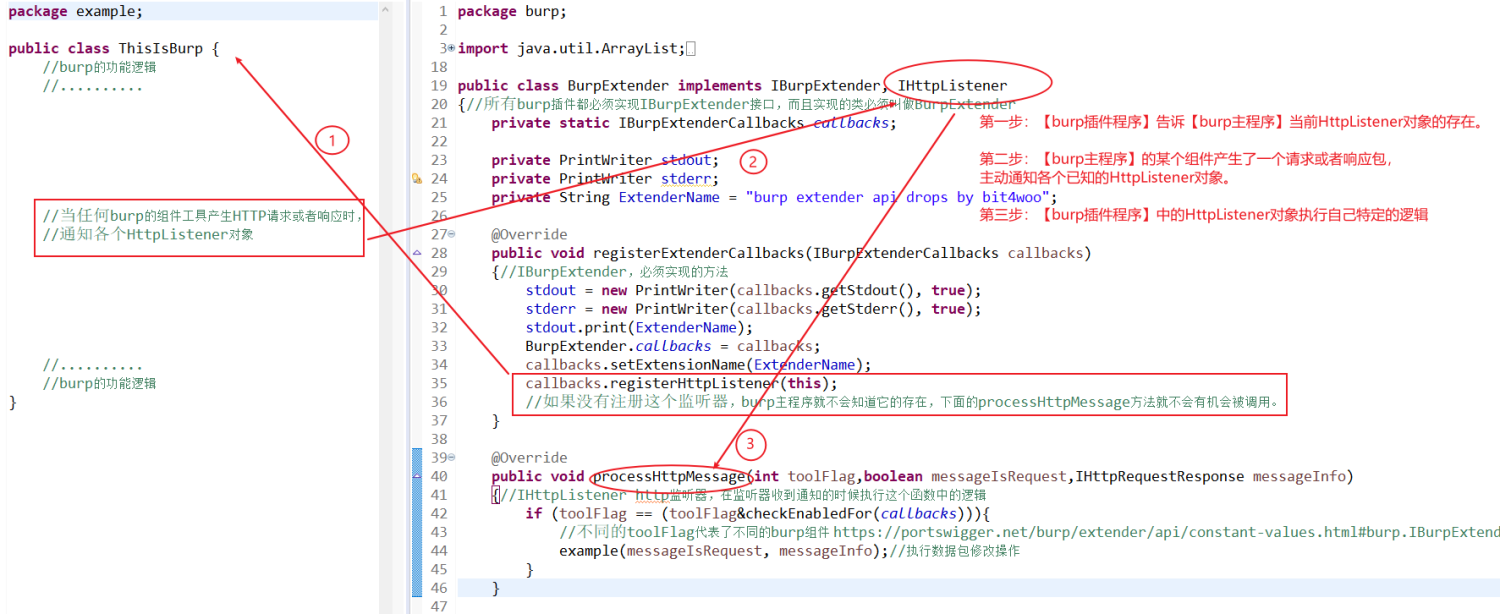 package example;
public class ThisIsBurp {
//burp的功能逻辑
//..........
//当任何burp的组件工具产生HTTP请求或者响应时，
//通知各个HttpListener对象
//..........
//burp的功能逻辑
}
1 package burp;
2
3 import java.util.ArrayList;
18
19 public class BurpExtender implements IBurpExtender, IHttpListener
20 {//所有burp插件都必须实现IBurpExtender接口，而且实现的类必须叫做BurpExtender
21 private static IBurpExtenderCallbacks callbacks;
22
23 private PrintWriter stdout;
24 private PrintWriter stderr;
25 private String ExtenderName = "burp extender api drops by bit4woo";
26
27 @Override
28 public void registerExtenderCallbacks(IBurpExtenderCallbacks callbacks)
29 {//IBurpExtender，必须实现的方法
30 stdout = new PrintWriter(callbacks.getStdout(), true);
31 stderr = new PrintWriter(callbacks.getStderr(), true);
32 stdout.print(ExtenderName);
33 BurpExtender.callbacks = callbacks;
34 callbacks.setExtensionName(ExtenderName);
35 callbacks.registerHttpListener(this);
36 //如果没有注册这个监听器，burp主程序就不会知道它的存在，下面的processHttpMessage方法就不会有机会被调用。
37 }
38
39 @Override
40 public void processHttpMessage(int toolFlag,boolean messageIsRequest,IHttpRequestResponse messageInfo)
41 {//IHttpListener http监听器，在监听器收到通知的时候执行这个函数中的逻辑
42 if (toolFlag == (toolFlag&checkEnabledFor(callbacks))){
43 //不同的toolFlag代表了不同的burp组件 https://portswigger.net/burp/extender/api/constant-values.html#burp.IBurpExtend
44 example(messageIsRequest, messageInfo);//执行数据包修改操作
45 }
46 }
47
1
2
3
第一步：【burp插件程序】告诉【burp主程序】当前HttpListener对象的存在。
第二步：【burp主程序】的某个组件产生了一个请求或者响应包，
主动通知各个已知的HttpListener对象。
第三步：【burp插件程序】中的HttpListener对象执行自己特定的逻辑